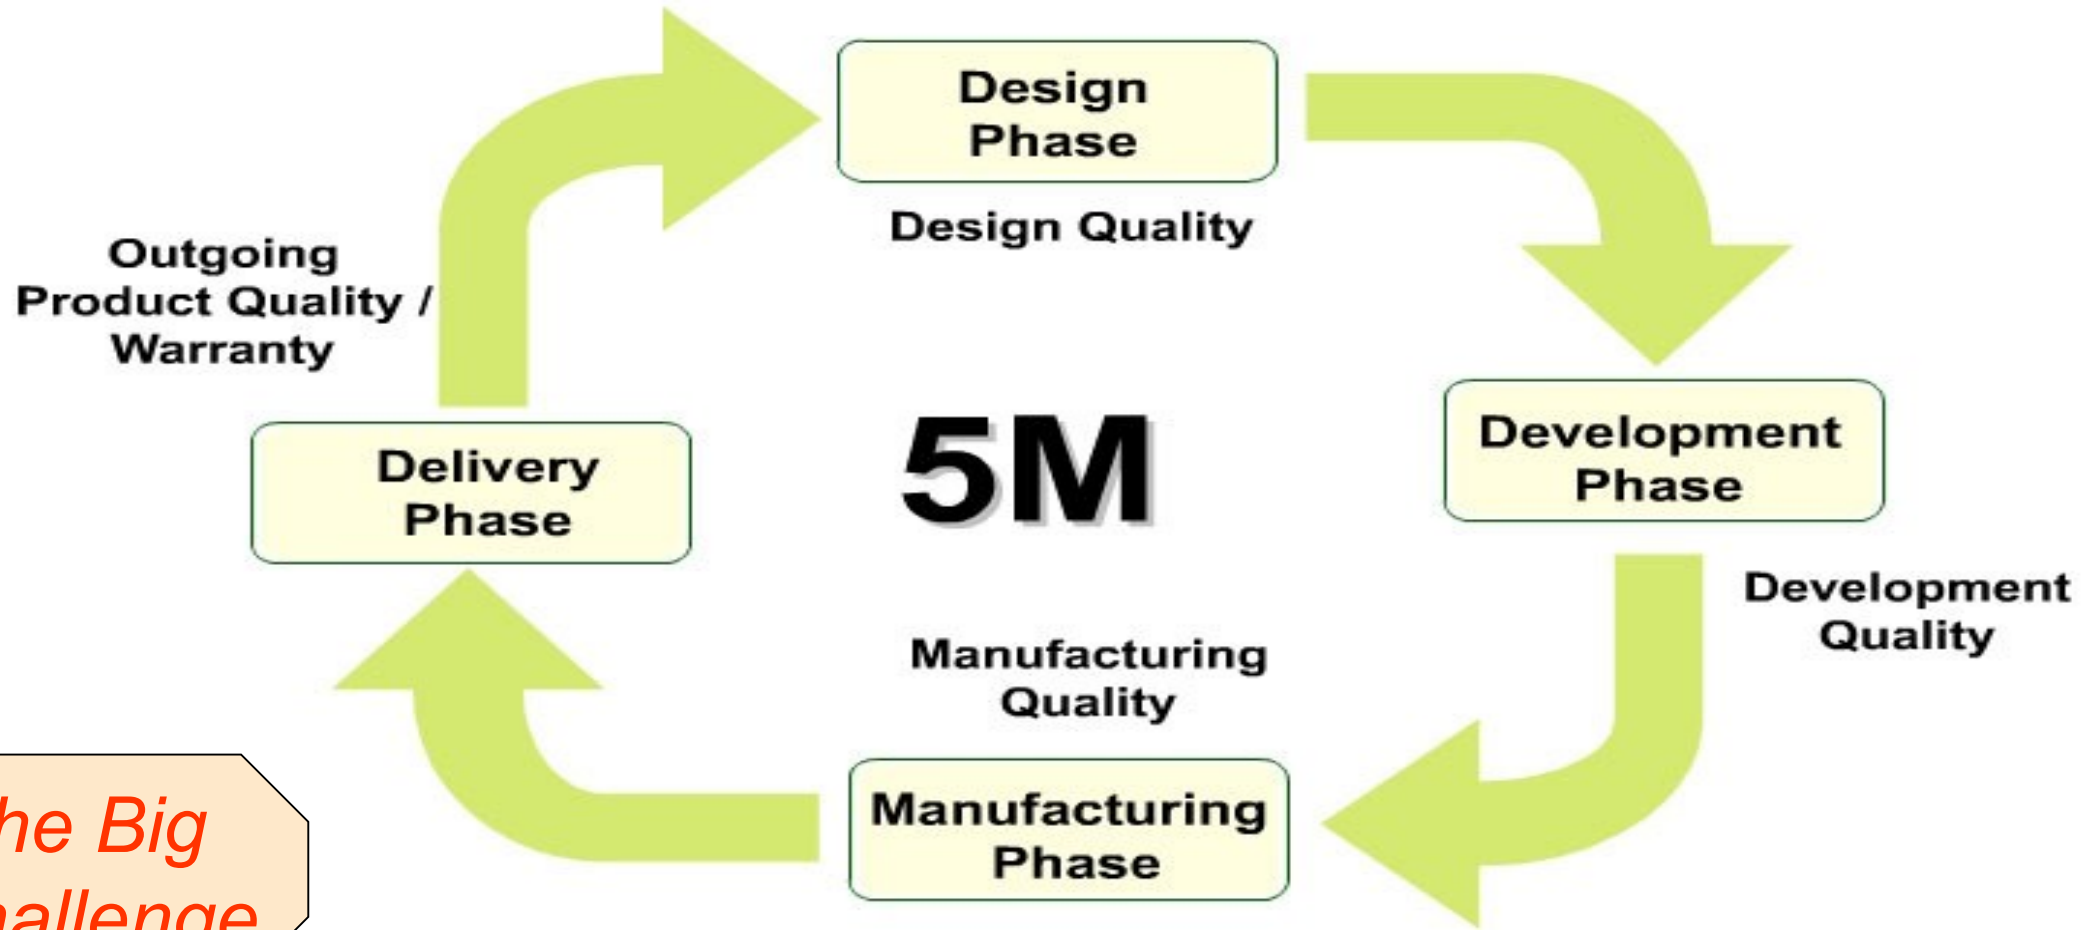 Design
Phase
Design Quality
Outgoing
Product Quality /
Warranty
Development
Phase
5M
Delivery
Phase
Development
Quality
Manufacturing
Quality
Manufacturing
Phase
Big